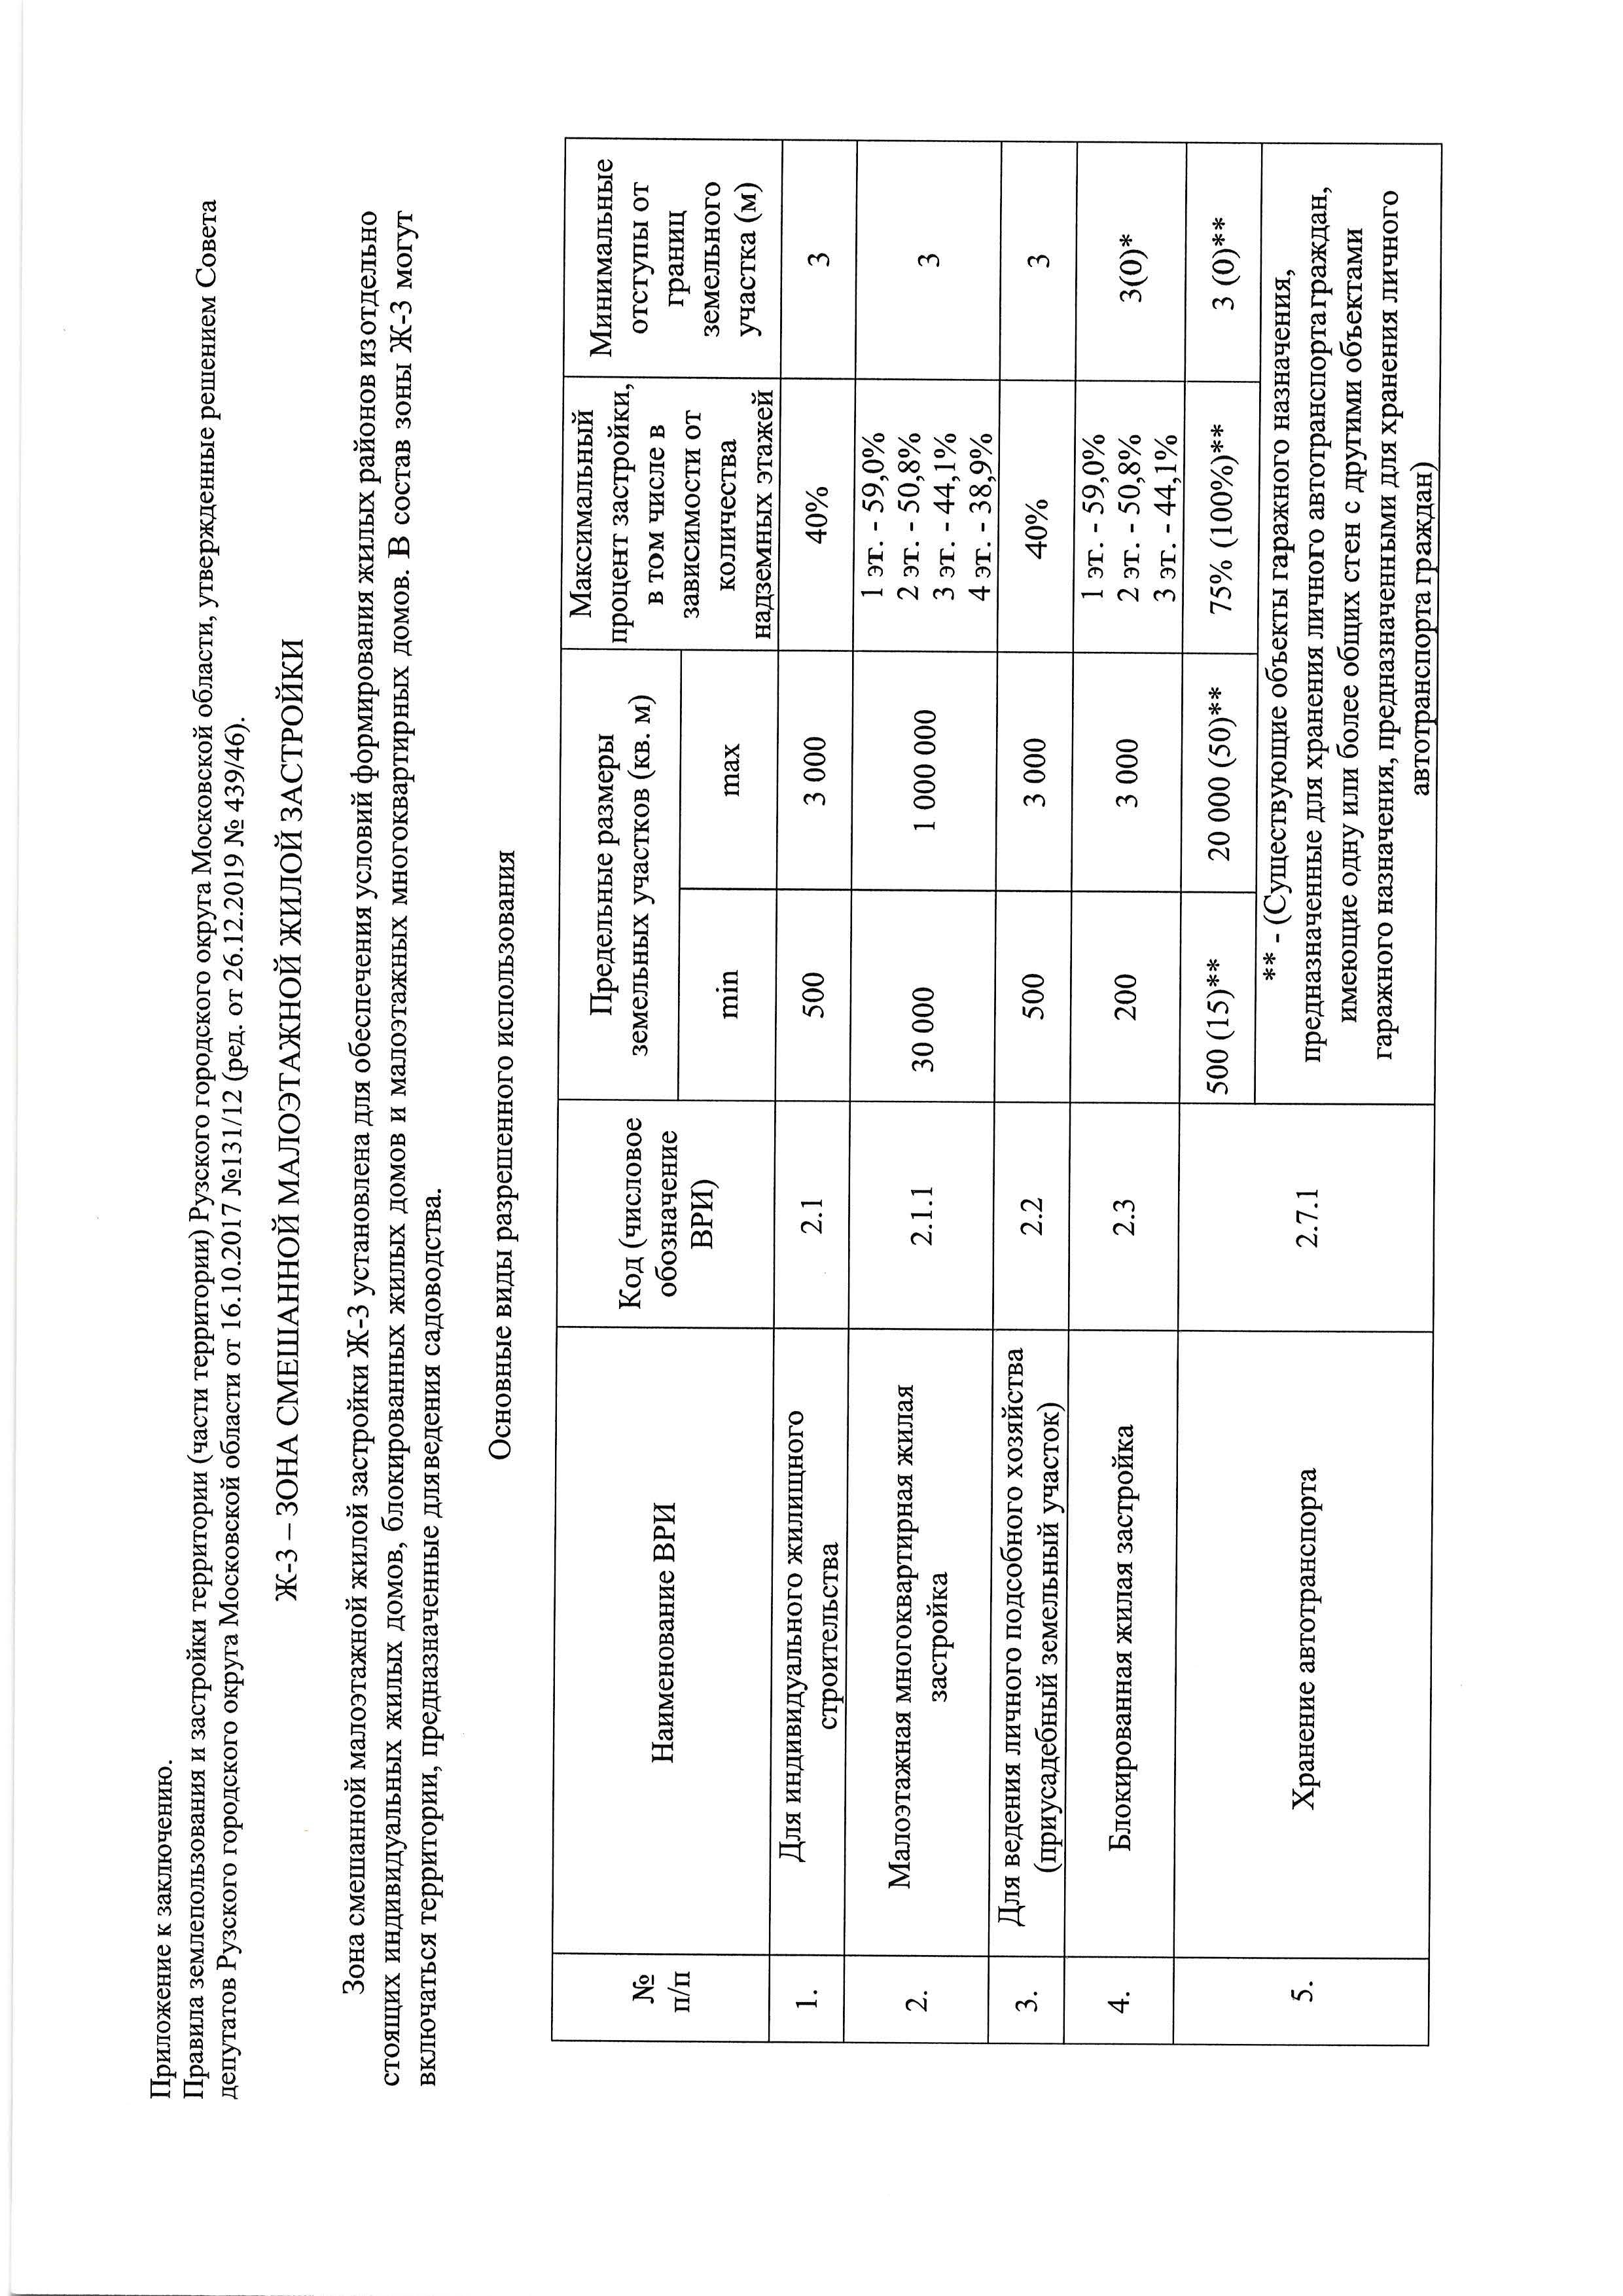 Приложение к заключению.
Правила землепользования и застройки территории (части территории) Рузского городского округа Московской области, утвержденные решением Совета
депутатов Рузского городского округа Московской области от 16.10.2017 №131/12 (ред. от 26.12.2019 № 439/46).
Ж-3 – ЗОНА СМЕШАННОЙ МАЛОЭТАЖНОЙ ЖИЛОЙ ЗАСТРОЙКИ
Зона смешанной малоэтажной жилой застройки Ж-3 установлена для обеспечения условий формирования жилых районов из отдельно
стоящих индивидуальных жилых домов, блокированных жилых домов и малоэтажных многоквартирных домов. В состав зоны Ж-3 могут
включаться территории, предназначенные для ведения садоводства.
Основные виды разрешенного использования
№
п/п
Наименование ВРИ
Код (числовое
обозначение
ВРИ)
Предельные размеры
земельных участков (кв. м)
min
max
Максимальный
процент застройки,
в том числе в
зависимости от
количества
надземных этажей
Минимальные
отступы от
границ
земельного
участка (м)
1.
Для индивидуального жилищного
строительства
2.1
500
3 000
40%
3
2.
Малоэтажная многоквартирная жилая
застройка
2.1.1
30 000
1 000 000
1 эт. - 59,0%
2 эт. - 50,8%
3 эт. - 44,1%
4 эт. - 38,9%
3
3.
Для ведения личного подсобного хозяйства
(приусадебный земельный участок)
2.2
500
3 000
40%
3
4.
Блокированная жилая застройка
2.3
200
3 000
1 эт. - 59,0%
2 эт. - 50,8%
3 эт. - 44,1%
3(0)*
5.
Хранение автотранспорта
2.7.1
500 (15)**
20 000 (50)**
75% (100%)**
3 (0)**
** - (Существующие объекты гаражного назначения,
предназначенные для хранения личного автотранспорта граждан,
имеющие одну или более общих стен с другими объектами
гаражного назначения, предназначенными для хранения личного
автотранспорта граждан)